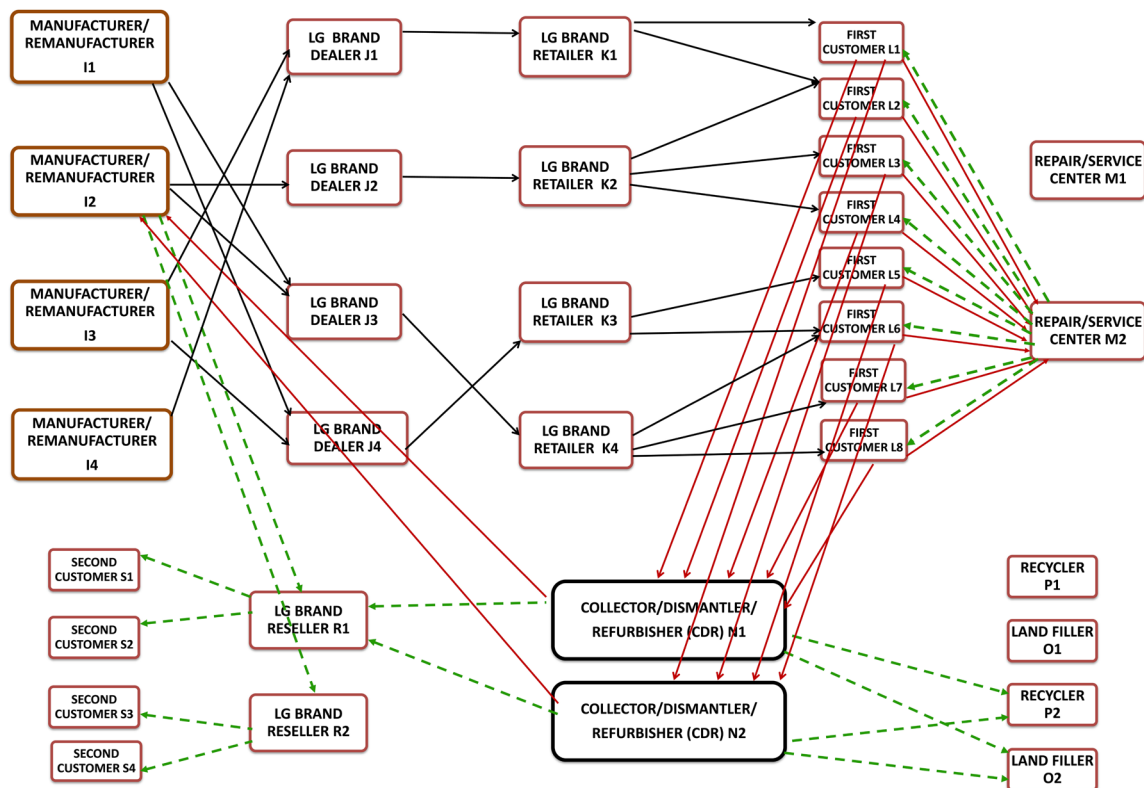 MANUFACTURER/
REMANUFACTURER
I1
LG BRAND
DEALER J1
LG BRAND
RETAILER K1
FIRST
CUSTOMER L1
FIRST
CUSTOMER L2
MANUFACTURER/
REMANUFACTURER
I2
LG BRAND
DEALER J2
LG BRAND
RETAILER K2
FIRST
CUSTOMER L3
REPAIR/SERVICE
CENTER M1
FIRST
CUSTOMER L4
FIRST
CUSTOMER L5
MANUFACTURER/
REMANUFACTURER
I3
LG BRAND
DEALER J3
LG BRAND
RETAILER K3
FIRST
CUSTOMER L6
REPAIR/SERVICE
CENTER M2
FIRST
CUSTOMER L7
MANUFACTURER/
REMANUFACTURER
I4
LG BRAND
DEALER J4
LG BRAND
RETAILER K4
FIRST
CUSTOMER L8
SECOND
CUSTOMER S1
SECOND
CUSTOMER S2
LG BRAND
RESELLER R1
COLLECTOR/DISMANTLER/
REFURBISHER (CDR) N1
RECYCLER
P1
LAND FILLER
O1
SECOND
CUSTOMER S3
SECOND
CUSTOMER S4
LG BRAND
RESELLER R2
COLLECTOR/DISMANTLER/
REFURBISHER (CDR) N2
RECYCLER
P2
LAND FILLER
O2